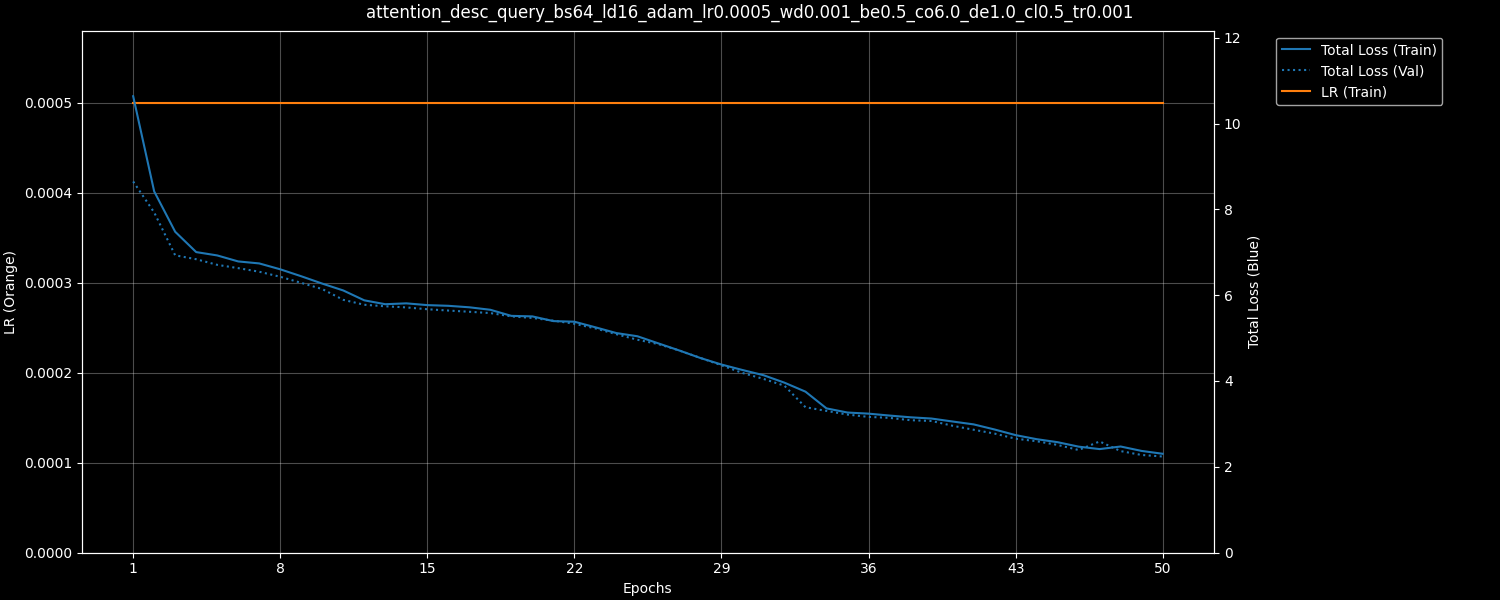 attention_desc_query_bs64_ld16_adam_lr0.0005_wd0.001_be0.5_co6.0_de1.0_cl0.5_tr0.001
Total Loss (Train)
Total Loss (Val)
LR (Train)
LR (Orange)
0.0005
0.0004
0.0003
0.0002
0.0001
0.0000
12
10
8
6
4
2
0
Total Loss (Blue)
1 8 15 22 29 36 43 50
Epochs